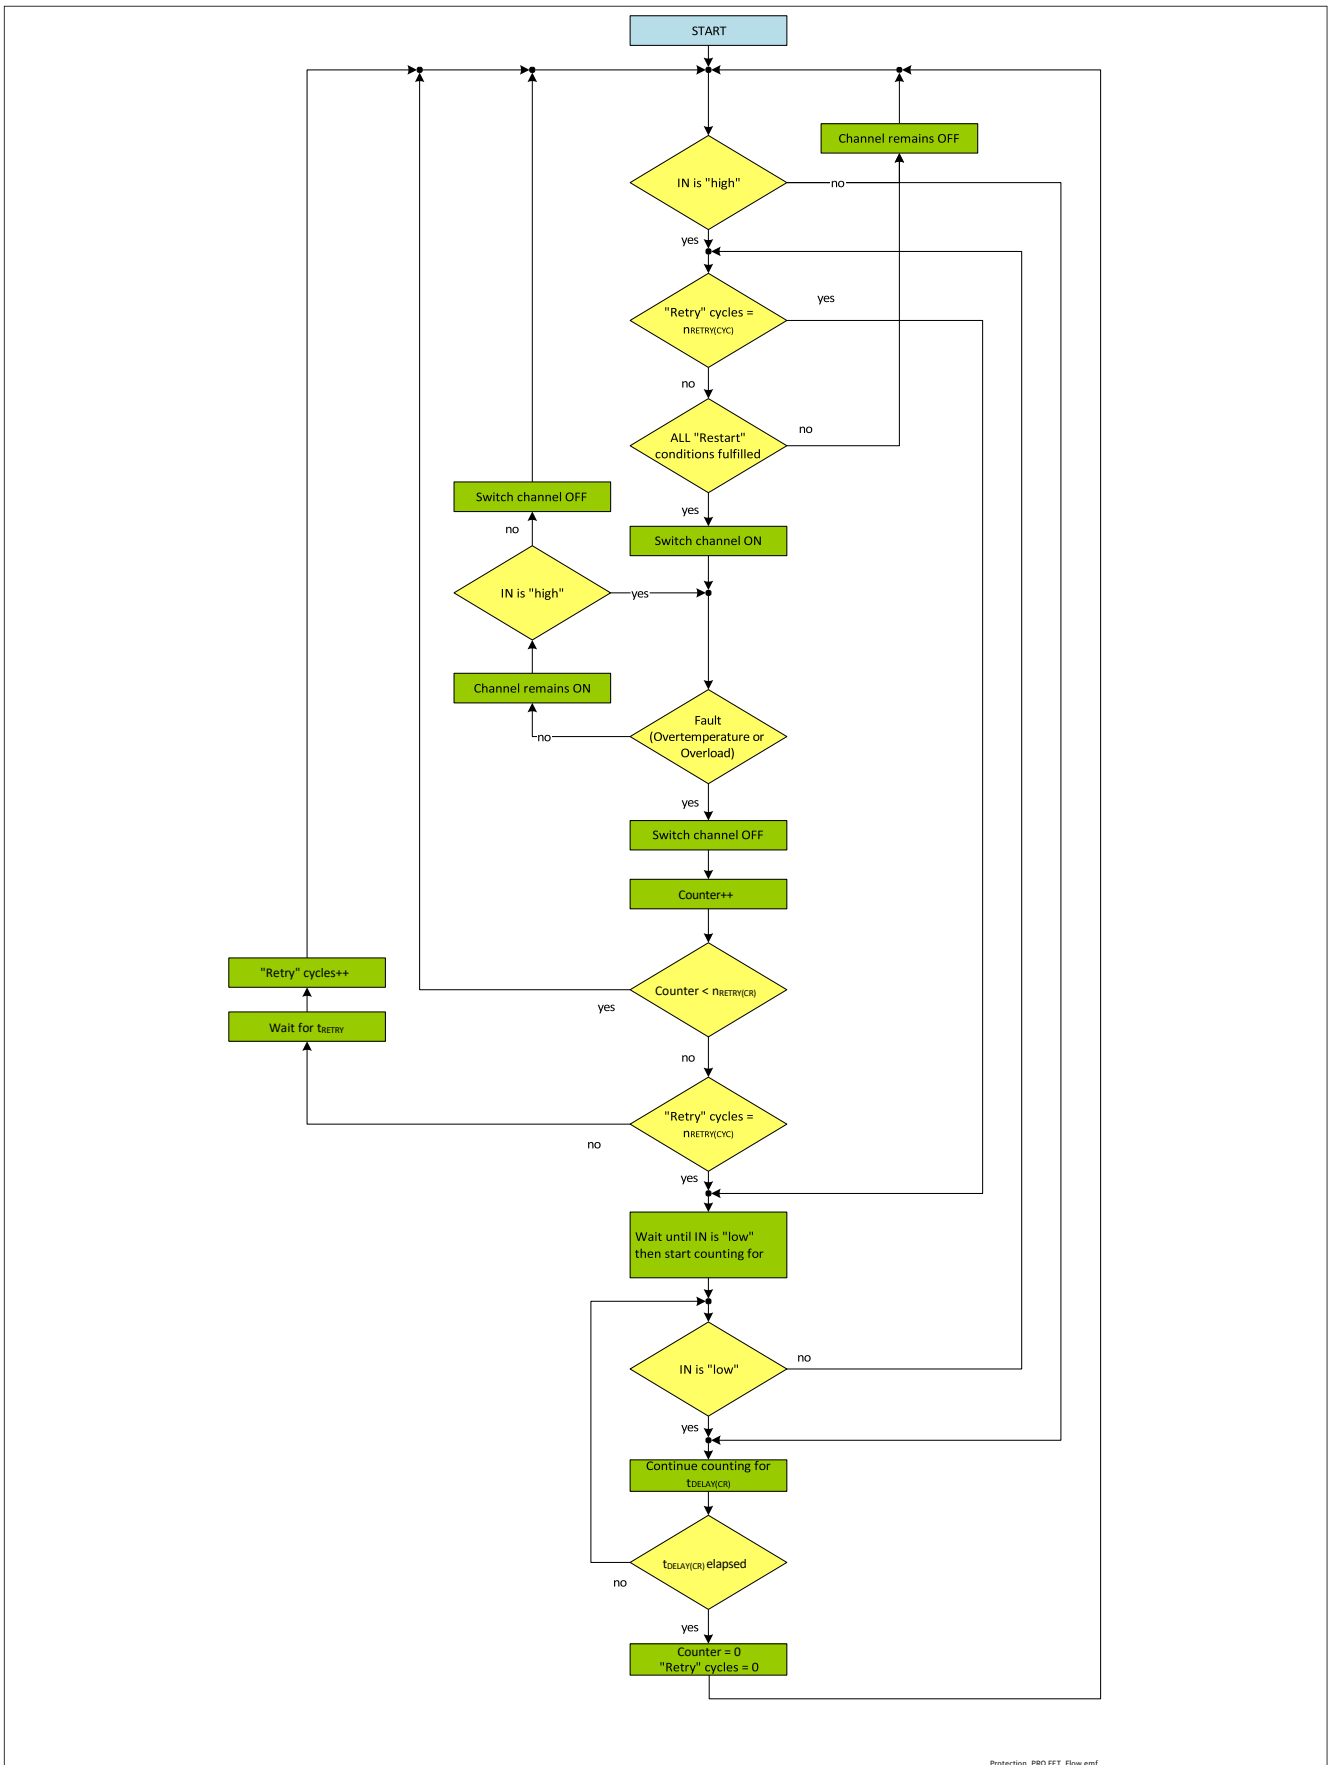 START
Channel remains OFF
IN is "high"
no
yes
"Retry" cycles =
nRETRY(CYC)
yes
no
ALL "Restart"
conditions fulfilled
no
yes
Switch channel OFF
no
Switch channel ON
IN is "high"
yes
Channel remains ON
Fault
(Overtemperature or
Overload)
no
yes
Switch channel OFF
Counter++
"Retry" cycles++
Counter < nRETRY(CR)
yes
Wait for tRETRY
no
"Retry" cycles =
nRETRY(CYC)
no
yes
Wait until IN is "low"
then start counting for
IN is "low"
no
yes
Continue counting for
tDELAY(CR)
tDELAY(CR) elapsed
no
yes
Counter = 0
"Retry" cycles = 0
Protection_PROFET_Flow.emf